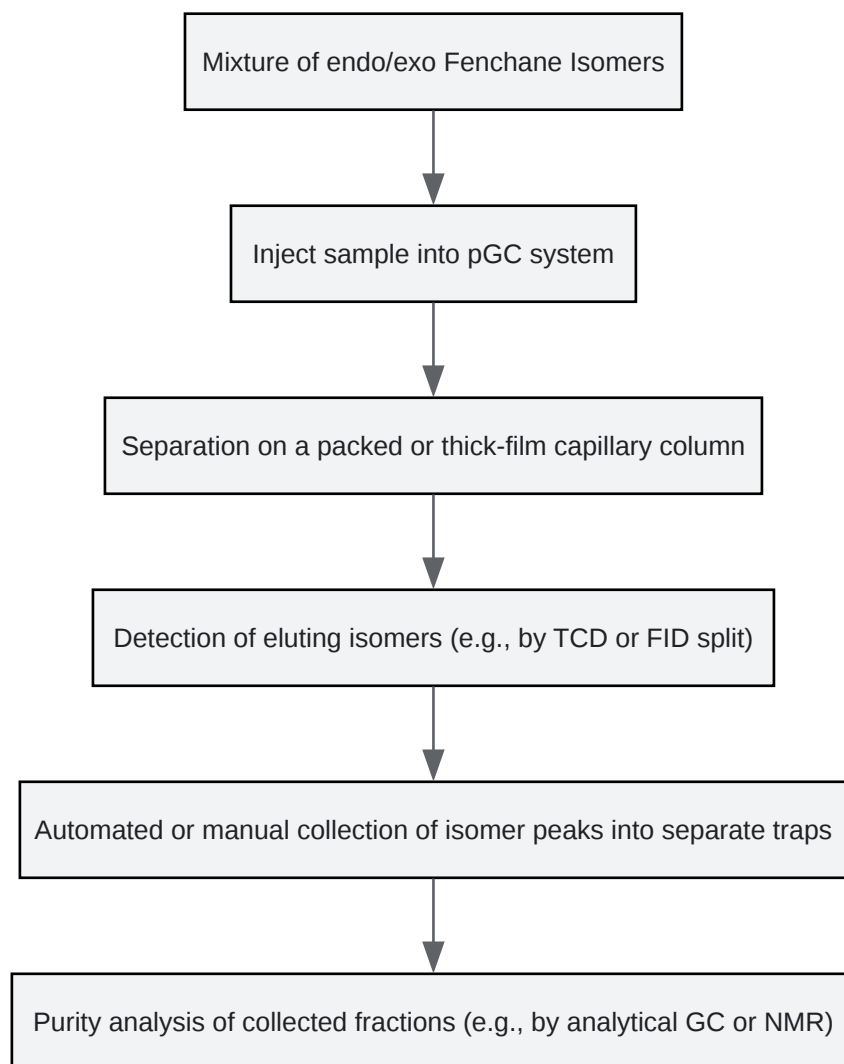 Mixture of endo/exo Fenchane Isomers
Inject sample into pGC system
Separation on a packed or thick-film capillary column
Detection of eluting isomers (e.g., by TCD or FID split)
Automated or manual collection of isomer peaks into separate traps
Purity analysis of collected fractions (e.g., by analytical GC or NMR)